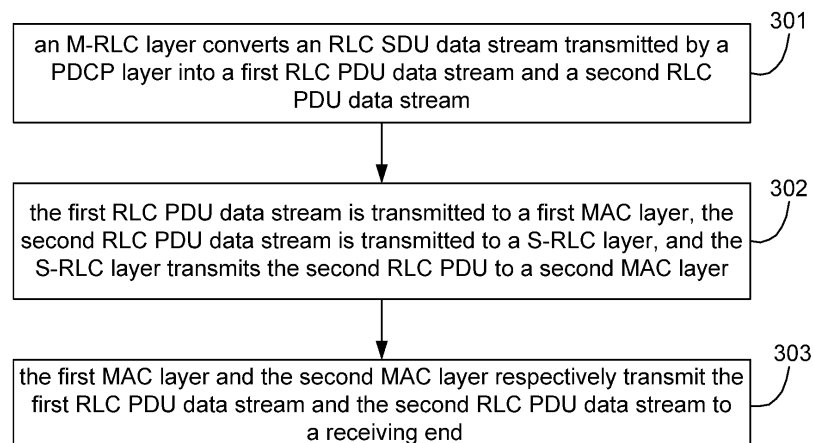 301
an M-RLC layer converts an RLC SDU data stream transmitted by a
PDCP layer into a first RLC PDU data stream and a second RLC
PDU data stream
302
the first RLC PDU data stream is transmitted to a first MAC layer, the
second RLC PDU data stream is transmitted to a S-RLC layer, and the
S-RLC layer transmits the second RLC PDU to a second MAC layer
303
the first MAC layer and the second MAC layer respectively transmit the
first RLC PDU data stream and the second RLC PDU data stream to
a receiving end